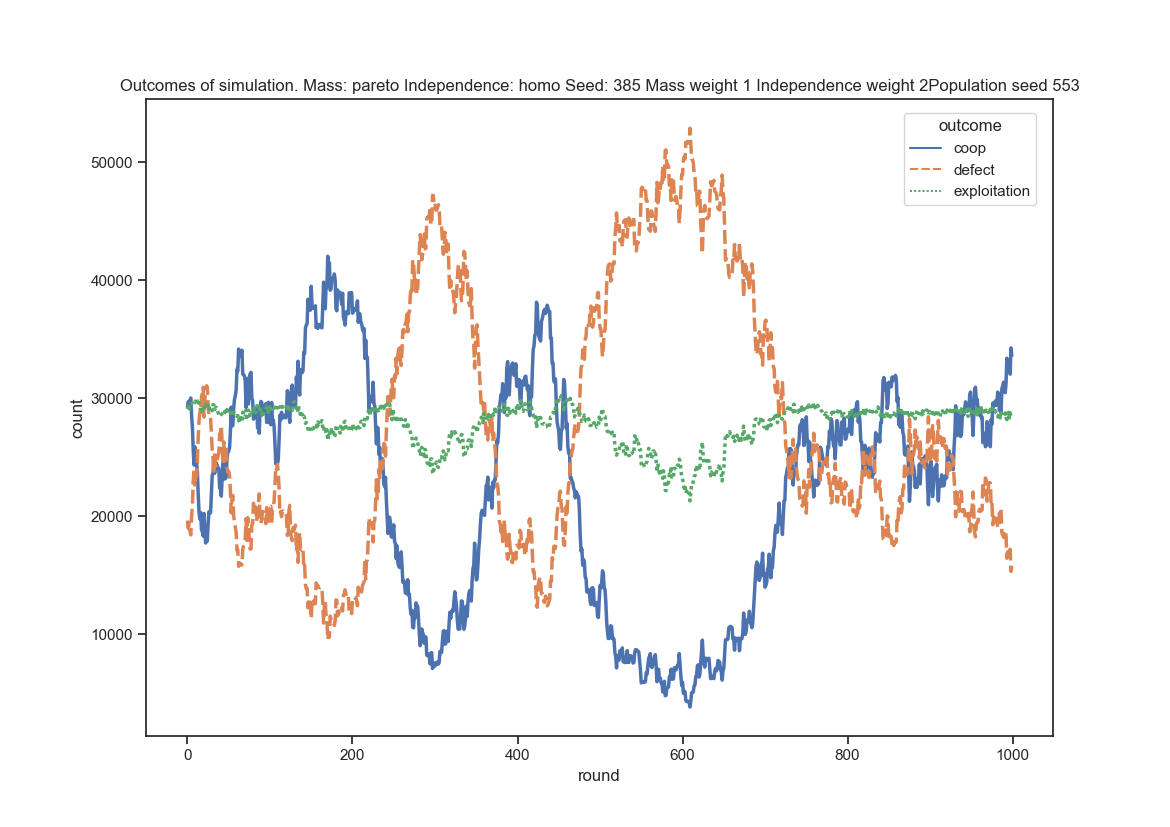 Outcomes of simulation. Mass: pareto Independence: homo Seed: 385 Mass weight 1 Independence weight 2Population seed 553
outcome
coop
defect
exploitation
50000
40000
30000
20000
10000
count
0 200 400 600 800 1000
round